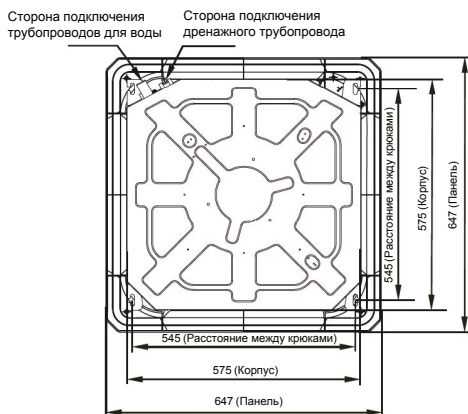 Сторона подключения
трубопроводов для воды
Сторона подключения
дренажного трубопровода
545 (Расстояние между крюками)
575 (Корпус)
647 (Панель)
545 (Расстояние между крюками)
575 (Корпус)
647 (Панель)